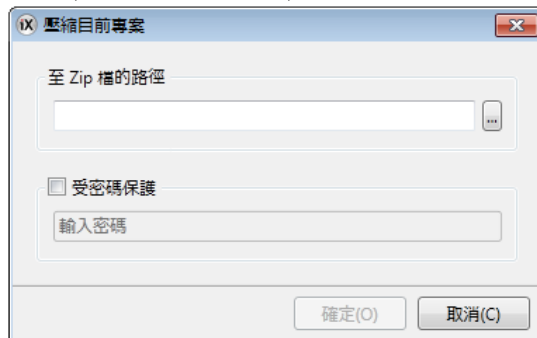 iX 壓縮目前專案
至 Zip 檔的路徑
...
受密碼保護
輸入密碼
確定(O) 取消(C)